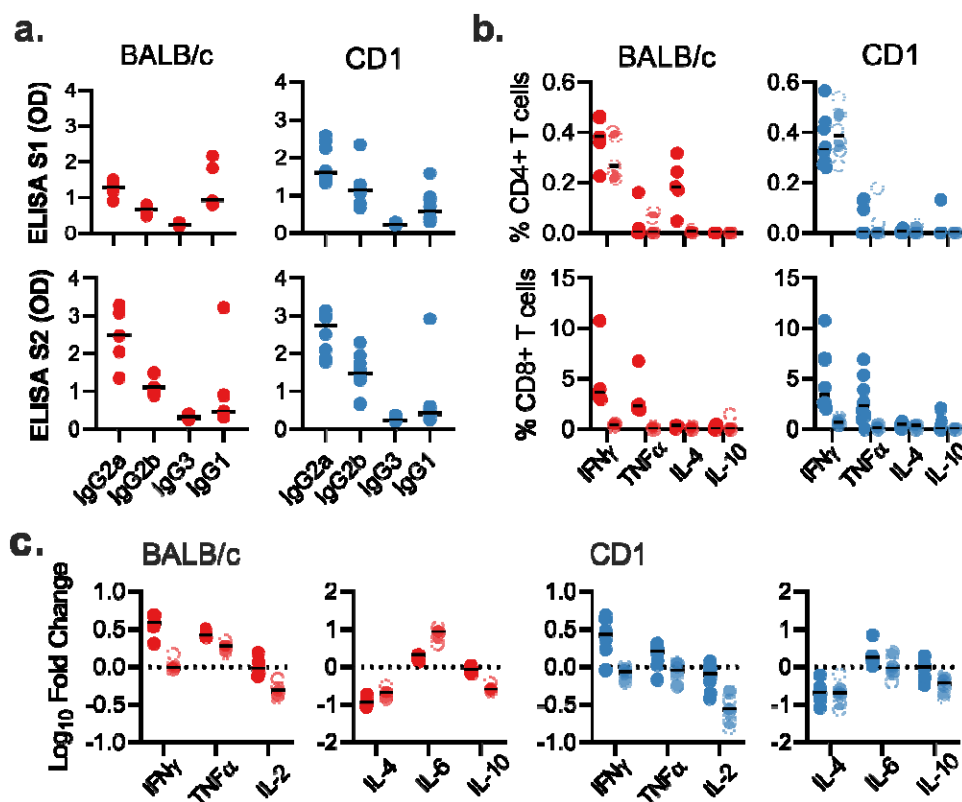 a.
BALB/c
CD1
ELISA S1 (OD)
4
3
2
1
0
4
3
2
1
0
ELISA S2 (OD)
4
3
2
1
0
4
3
2
1
0
IgG2a
IgG2b
IgG3
IgG1
IgG2a
IgG2b
IgG3
IgG1
b.
BALB/c
CD1
% CD4+ T cells
0.6
0.4
0.2
0.0
0.6
0.4
0.2
0.0
% CD8+ T cells
15
10
5
0
15
10
5
0
IFNγ
TNFα
IL-4
IL-10
IFNγ
TNFα
IL-4
IL-10
c.
BALB/c
CD1
Log10 Fold Change
1.0
0.5
0.0
-0.5
-1.0
IFNγ
TNFα
IL-2
2
1
0
-1
-2
IL-4
IL-6
IL-10
1.0
0.5
0.0
-0.5
-1.0
IFNγ
TNFα
IL-2
2
1
0
-1
-2
IL-4
IL-6
IL-10